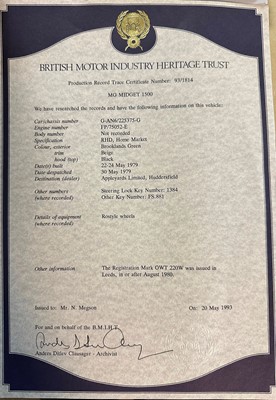 BRITISH MOTOR INDUSTRY HERITAGE TRUST
Production Record Trace Certificate Number: 93/1814
MG MIDGET 1500
We have researched the records and have the following information on this vehicle:
Car/chassis number G-AN6/225375-G
Engine number FP/75052-E
Body number Not recorded
Specification RHD, Home Market
Colour, exterior Brooklands Green
trim Beige
hood (top) Black
Date(s) built 22-24 May 1979
Date despatched 30 May 1979
Destination (dealer) Appleyards Limited, Huddersfield
Other numbers Steering Lock Key Number: 1384
(where recorded) Other Key Number: FS.881
Details of equipment Rostyle wheels
(where recorded)
Other information The Registration Mark OWT 220W was issued in
Leeds, in or after August 1980.
Issued to: Mr. N. Megson On: 20 May 1993
For and on behalf of the B.M.I.H.T.
Anders Ditlev Clausager - Archivist